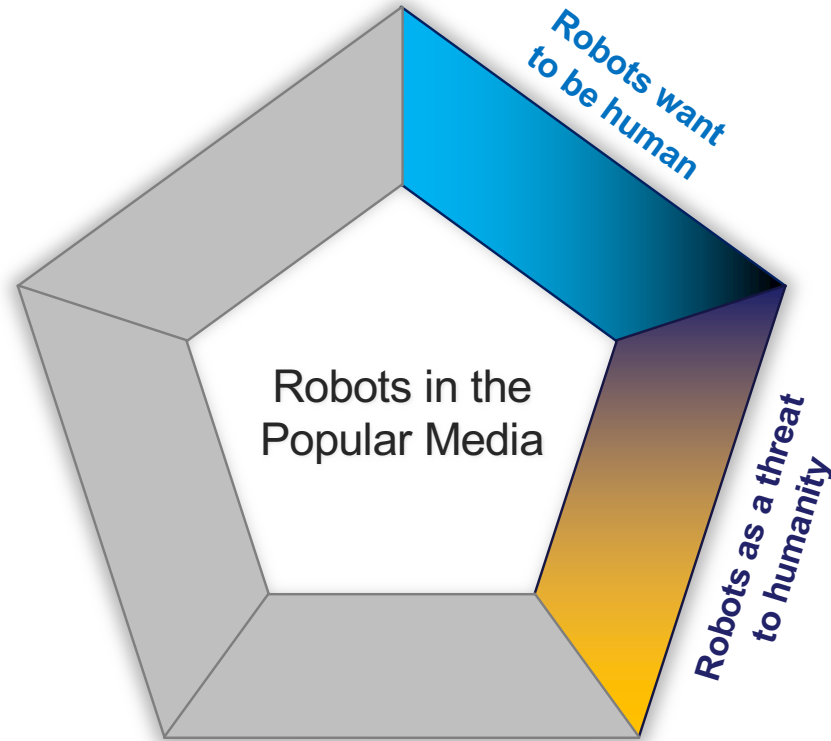 Robots want
to be human
Robots in the
Popular Media
Robots as a threat
to humanity